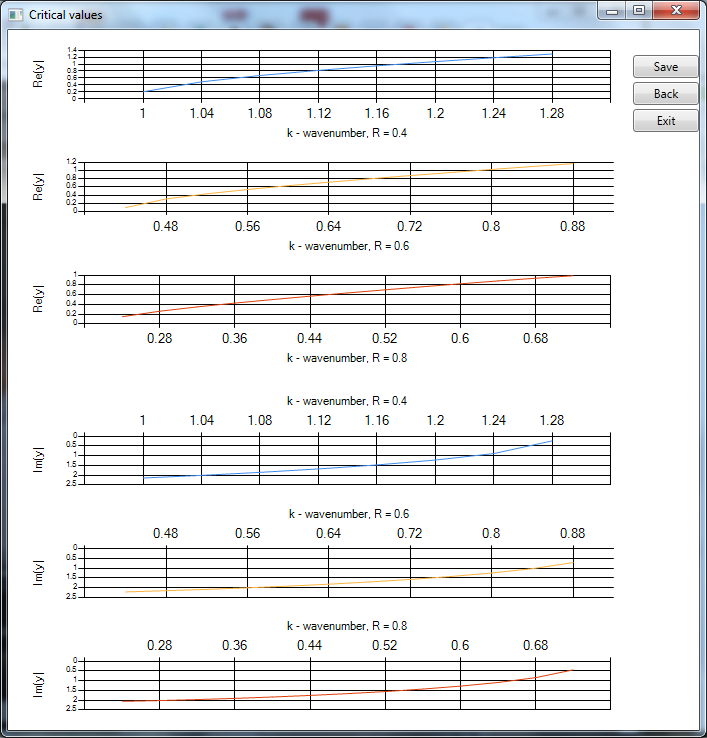 Critical values
Save
Back
Exit
Re(y)
1.4
1.2
1
0.8
0.6
0.4
0.2
0
1 1.04 1.08 1.12 1.16 1.2 1.24 1.28
k - wavenumber, R = 0.4
Re(y)
1.2
1
0.8
0.6
0.4
0.2
0
0.48 0.56 0.64 0.72 0.8 0.88
k - wavenumber, R = 0.6
Re(y)
1
0.8
0.6
0.4
0.2
0
0.28 0.36 0.44 0.52 0.6 0.68
k - wavenumber, R = 0.8
k - wavenumber, R = 0.4
1 1.04 1.08 1.12 1.16 1.2 1.24 1.28
Im(y)
0
0.5
1
1.5
2
2.5
k - wavenumber, R = 0.6
0.48 0.56 0.64 0.72 0.8 0.88
Im(y)
0
0.5
1
1.5
2
2.5
k - wavenumber, R = 0.8
0.28 0.36 0.44 0.52 0.6 0.68
Im(y)
0
0.5
1
1.5
2
2.5